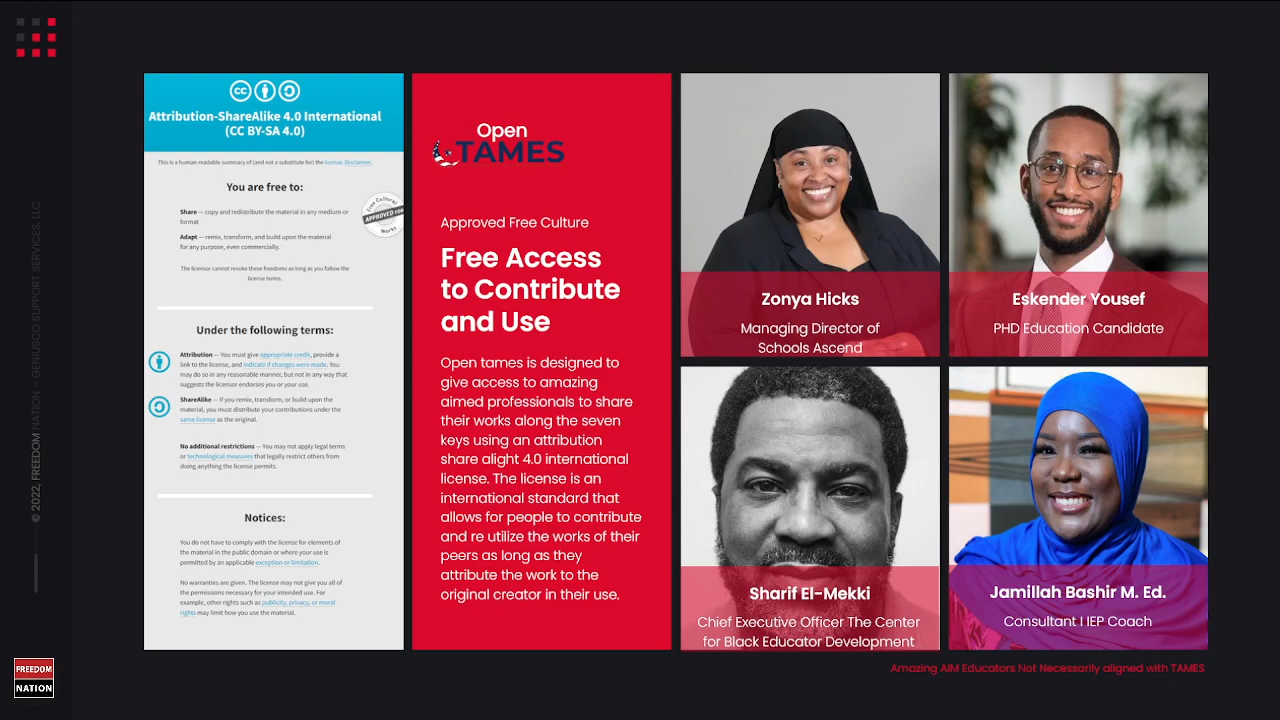 © 2022, FREEDOM NATION — GENIUSCO SUPPORT SERVICES, LLC
FREEDOM
NATION
cc
Attribution-ShareAlike 4.0 International
(CC BY-SA 4.0)
This is a human-readable summary of (and not a substitute for) the license. Disclaimer.
You are free to:
Share — copy and redistribute the material in any medium or
format
Adapt — remix, transform, and build upon the material
for any purpose, even commercially.
The licensor cannot revoke these freedoms as long as you follow the
license terms.
Free Cultural
APPROVED FOR
Works
Under the following terms:
Attribution — You must give appropriate credit, provide a
link to the license, and indicate if changes were made. You
may do so in any reasonable manner, but not in any way that
suggests the licensor endorses you or your use.
ShareAlike — If you remix, transform, or build upon the
material, you must distribute your contributions under the
same license as the original.
No additional restrictions — You may not apply legal terms
or technological measures that legally restrict others from
doing anything the license permits.
Notices:
You do not have to comply with the license for elements of
the material in the public domain or where your use is
permitted by an applicable exception or limitation.
No warranties are given. The license may not give you all of
the permissions necessary for your intended use. For
example, other rights such as publicity, privacy, or moral
rights may limit how you use the material.
Open
TAMES
Approved Free Culture
Free Access
to Contribute
and Use
Open tames is designed to
give access to amazing
aimed professionals to share
their works along the seven
keys using an attribution
share alight 4.0 international
license. The license is an
international standard that
allows for people to contribute
and re utilize the works of their
peers as long as they
attribute the work to the
original creator in their use.
Zonya Hicks
Managing Director of
Schools Ascend
Eskender Yousef
PHD Education Candidate
Sharif El-Mekki
Chief Executive Officer The Center
for Black Educator Development
Jamillah Bashir M. Ed.
Consultant I IEP Coach
Amazing AIM Educators Not Necessarily aligned with TAMES